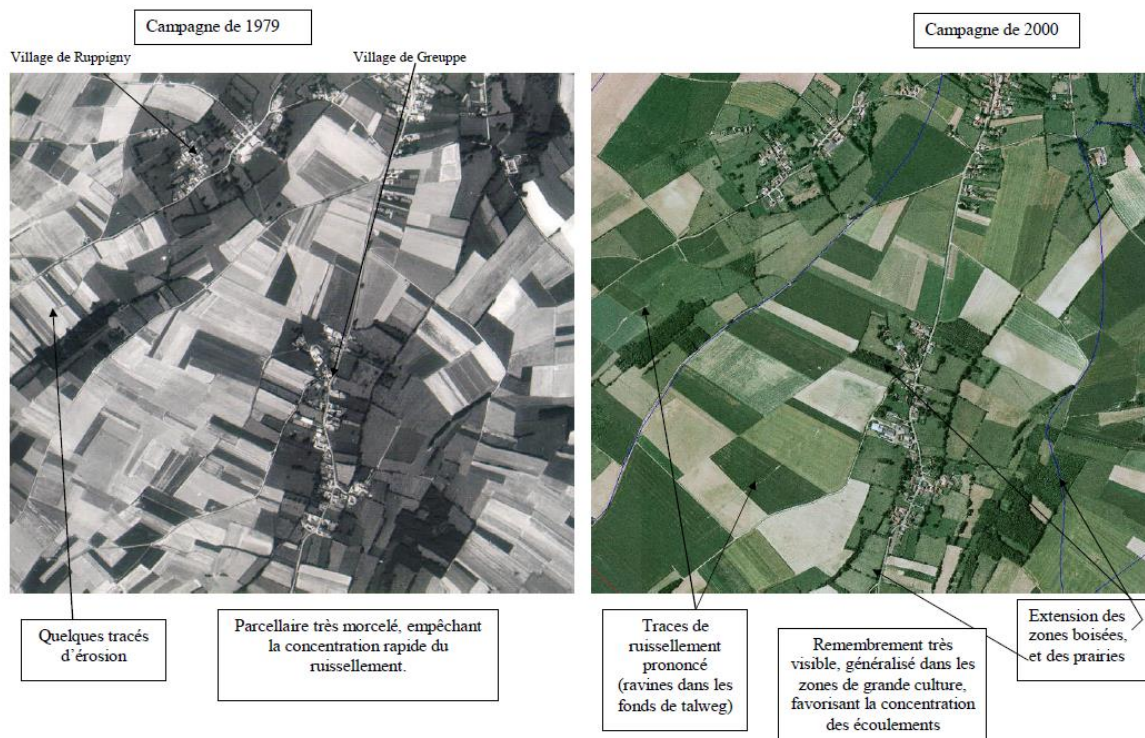 Campagne de 1979
Campagne de 2000
Village de Ruppigny
Village de Greuppe
Quelques tracés
d'érosion
Parcellaire très morcelé, empêchant
la concentration rapide du
ruissellement.
Traces de
ruissellement
prononcé
(ravines dans les
fonds de talweg)
Remembrement très
visible, généralisé dans les
zones de grande culture,
favorisant la concentration
des écoulements
Extension des
zones boisées,
et des prairies